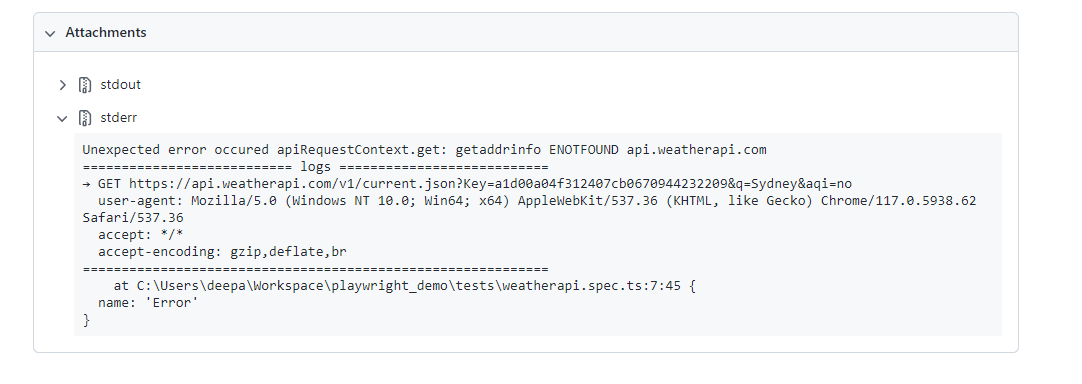 Attachments
stdout
stderr
Unexpected error occured apiRequestContext.get: getaddrinfo ENOTFOUND api.weatherapi.com
=========================== logs ===========================
→ GET https://api.weatherapi.com/v1/current.json?Key=a1d00a04f312407cb0670944232209&q=Sydney&aqi=no
user-agent: Mozilla/5.0 (Windows NT 10.0; Win64; x64) AppleWebKit/537.36 (KHTML, like Gecko) Chrome/117.0.5938.62
Safari/537.36
accept: */*
accept-encoding: gzip,deflate,br
============================================================
at C:\Users\deepa\Workspace\playwright_demo\tests\weatherapi.spec.ts:7:45 {
name: 'Error'
}